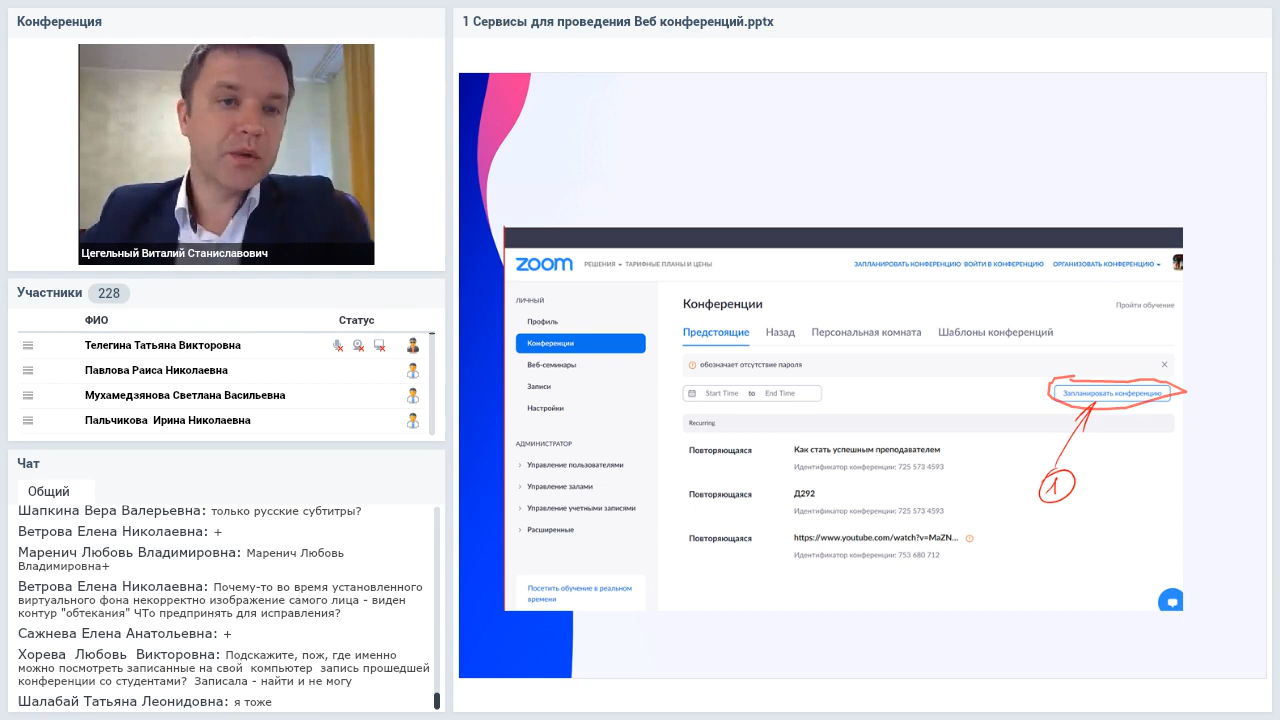 Конференция
Цегельный Виталий Станиславович
Участники 228
ФИО Статус
Телегина Татьяна Викторовна
Павлова Раиса Николаевна
Мухамедзянова Светлана Васильевна
Пальчикова Ирина Николаевна
Чат
Общий
Шапкина Вера Валерьевна: только русские субтитры?
Ветрова Елена Николаевна: +
Маренич Любовь Владимировна: Маренич Любовь
Владимировна+
Ветрова Елена Николаевна: Почему-то во время установленного
виртуального фона некорректно изображение самого лица - виден
контур "обтекания" ЧТо предпринять для исправления?
Сажнева Елена Анатольевна: +
Хорева Любовь Викторовна: Подскажите, пож, где именно
можно посмотреть записанные на свой компьютер запись прошедшей
конференции со студентами? Записала - найти и не могу
Шалабай Татьяна Леонидовна: я тоже
1 Сервисы для проведения Веб конференций.pptx
zoom РЕШЕНИЯ ТАРИФНЫЕ ПЛАНЫ И ЦЕНЫ ЗАПЛАНИРОВАТЬ КОНФЕРЕНЦИЮ ВОЙТИ В КОНФЕРЕНЦИЮ ОРГАНИЗОВАТЬ КОНФЕРЕНЦИЮ
ЛИЧНЫЙ
Профиль
Конференции
Веб-семинары
Записи
Настройки
АДМИНИСТРАТОР
Управление пользователями
Управление залами
Управление учетными записями
Расширенные
Посетить обучение в реальном
времени
Конференции Пройти обучение
Предстоящие Назад Персональная комната Шаблоны конференций
обозначает отсутствие пароля
Start Time to End Time Запланировать конференцию
Recurring
1
Повторяющаяся Как стать успешным преподавателем
Идентификатор конференции: 725 573 4593
Повторяющаяся Д292
Идентификатор конференции: 725 573 4593
Повторяющаяся https://www.youtube.com/watch?v=MaZN...
Идентификатор конференции: 753 680 712